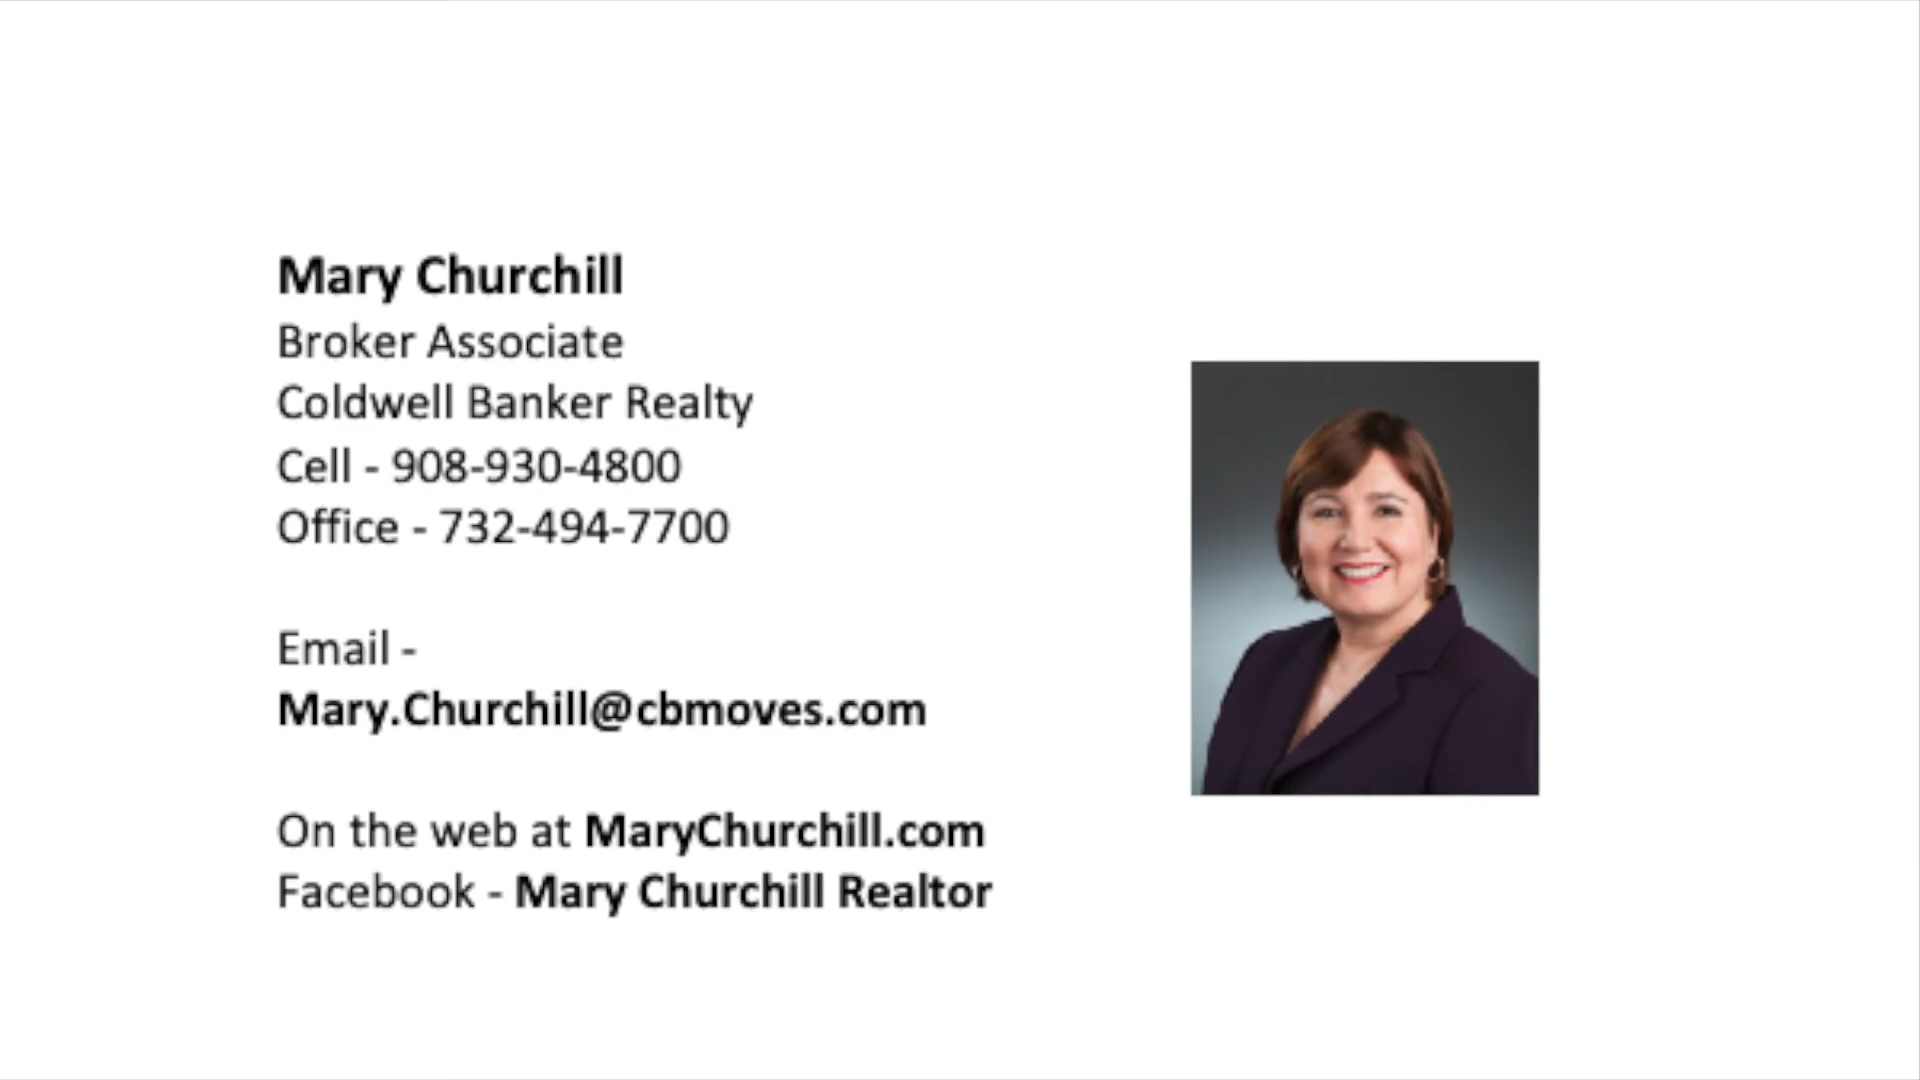 Mary Churchill
Broker Associate
Coldwell Banker Realty
Cell - 908-930-4800
Office - 732-494-7700
Email -
Mary.Churchill@cbmoves.com
On the web at MaryChurchill.com
Facebook - Mary Churchill Realtor